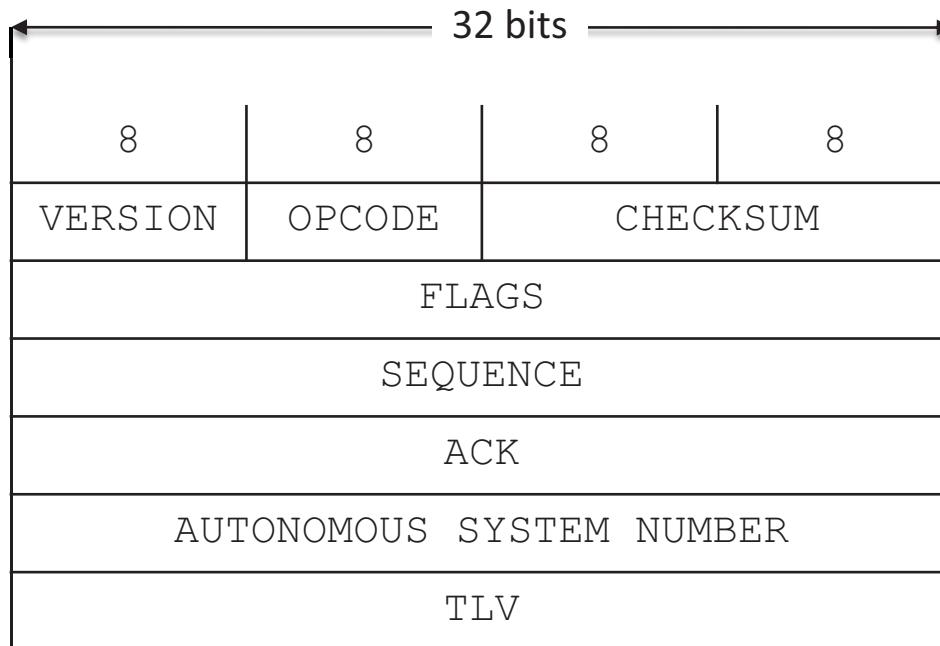 32 bits
8 8 8 8
VERSION OPCODE CHECKSUM
FLAGS
SEQUENCE
ACK
AUTONOMOUS SYSTEM NUMBER
TLV